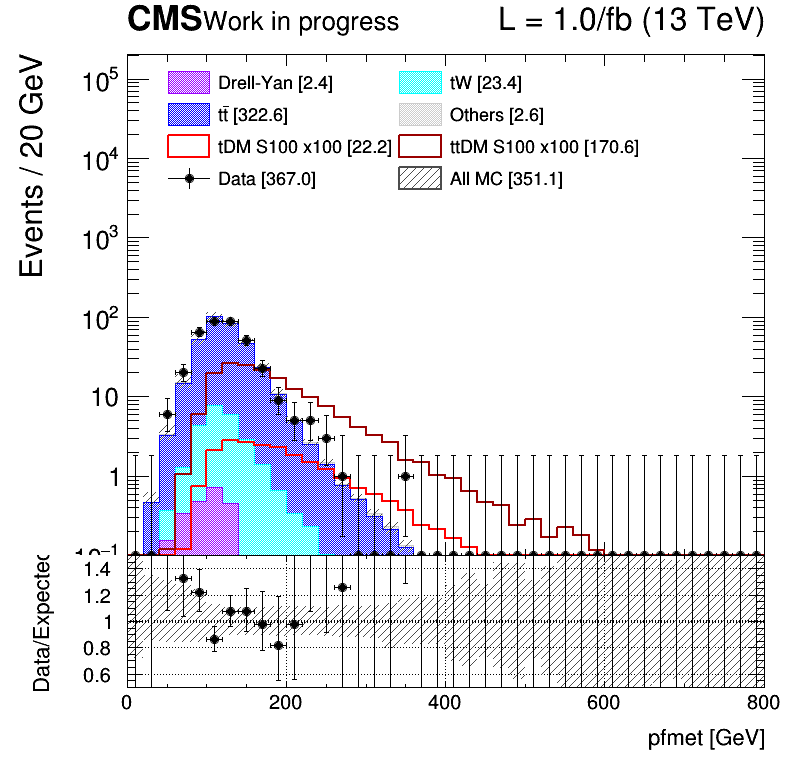 CMS Work in progress L = 1.0/fb (13 TeV)
Events / 20 GeV
Drell-Yan [2.4] tW [23.4]
tt̄ [322.6] Others [2.6]
tDM S100 x100 [22.2] ttDM S100 x100 [170.6]
Data [367.0] All MC [351.1]
10⁵
10⁴
10³
10²
10
1
10⁻¹
Data/Expected
1.4
1.2
1
0.8
0.6
0 200 400 600 800
pfmet [GeV]